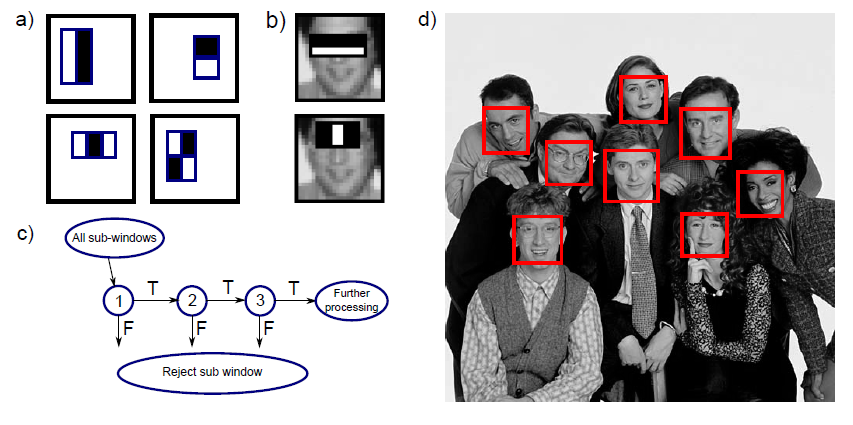 a)
b)
c)
All sub-windows
1
T
2
T
3
T
Further
processing
F
F
F
Reject sub window
d)